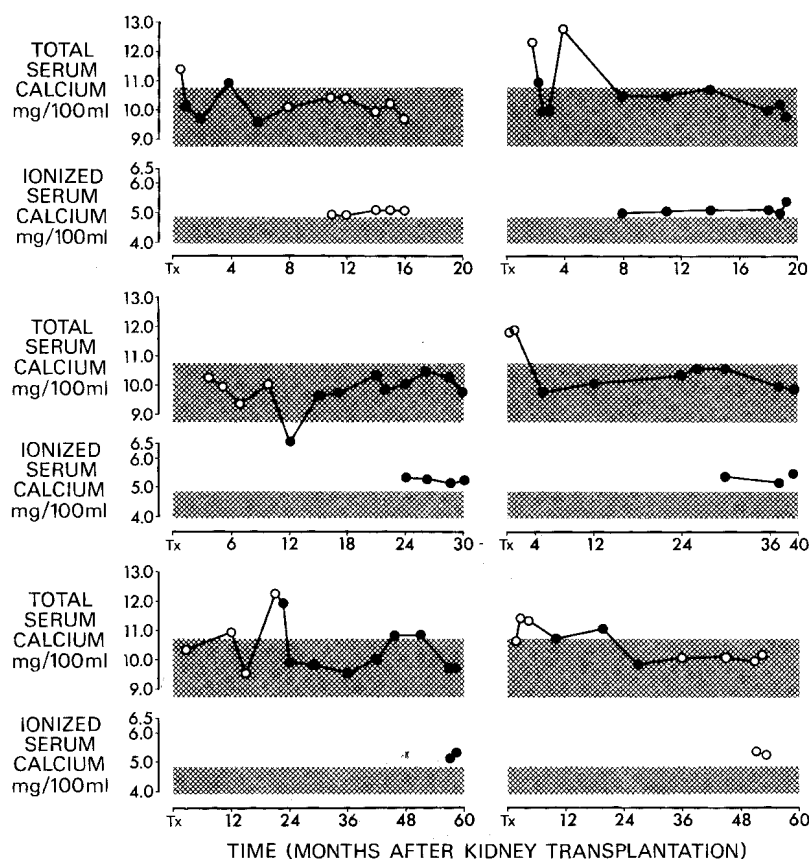 TOTAL
SERUM
CALCIUM
mg/100ml
13.0
12.0
11.0
10.0
9.0
IONIZED
SERUM
CALCIUM
mg/100ml
6.5
6.0
5.0
4.0
Tx 4 8 12 16 20
Tx 4 8 12 16 20
TOTAL
SERUM
CALCIUM
mg/100ml
13.0
12.0
11.0
10.0
9.0
IONIZED
SERUM
CALCIUM
mg/100ml
6.5
6.0
5.0
4.0
Tx 6 12 18 24 30
Tx 4 12 24 36 40
TOTAL
SERUM
CALCIUM
mg/100ml
13.0
12.0
11.0
10.0
9.0
IONIZED
SERUM
CALCIUM
mg/100ml
6.5
6.0
5.0
4.0
Tx 12 24 36 48 60
Tx 12 24 36 48 60
TIME (MONTHS AFTER KIDNEY TRANSPLANTATION)